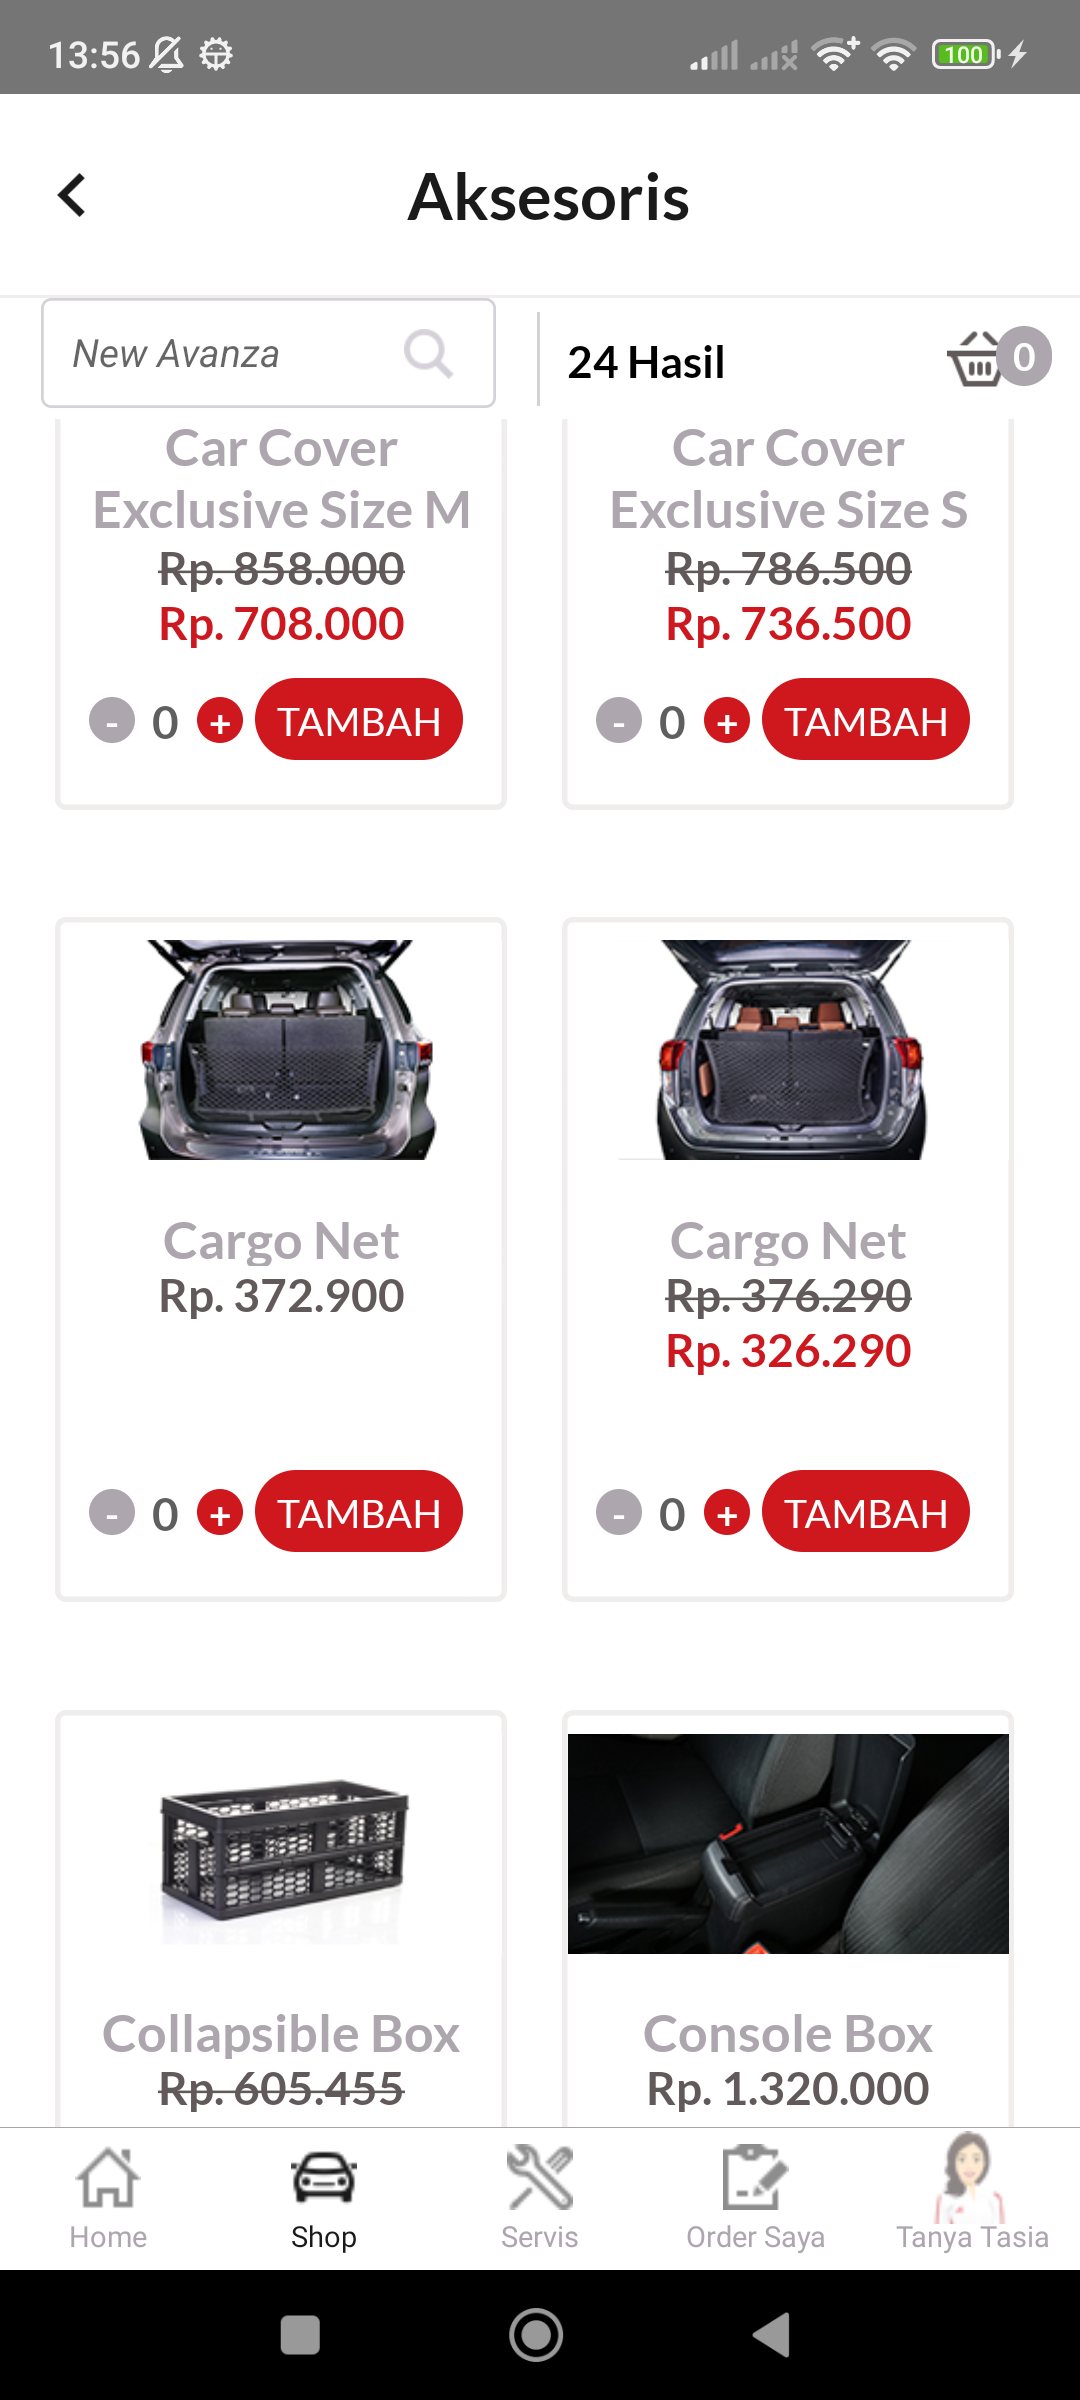 13:56
100
Aksesoris
New Avanza
24 Hasil
0
Car Cover
Exclusive Size M
Rp. 858.000
Rp. 708.000
- 0 + TAMBAH
Car Cover
Exclusive Size S
Rp. 786.500
Rp. 736.500
- 0 + TAMBAH
Cargo Net
Rp. 372.900
- 0 + TAMBAH
Cargo Net
Rp. 376.290
Rp. 326.290
- 0 + TAMBAH
Collapsible Box
Rp. 605.455
Console Box
Rp. 1.320.000
Home
Shop
Servis
Order Saya
Tanya Tasia